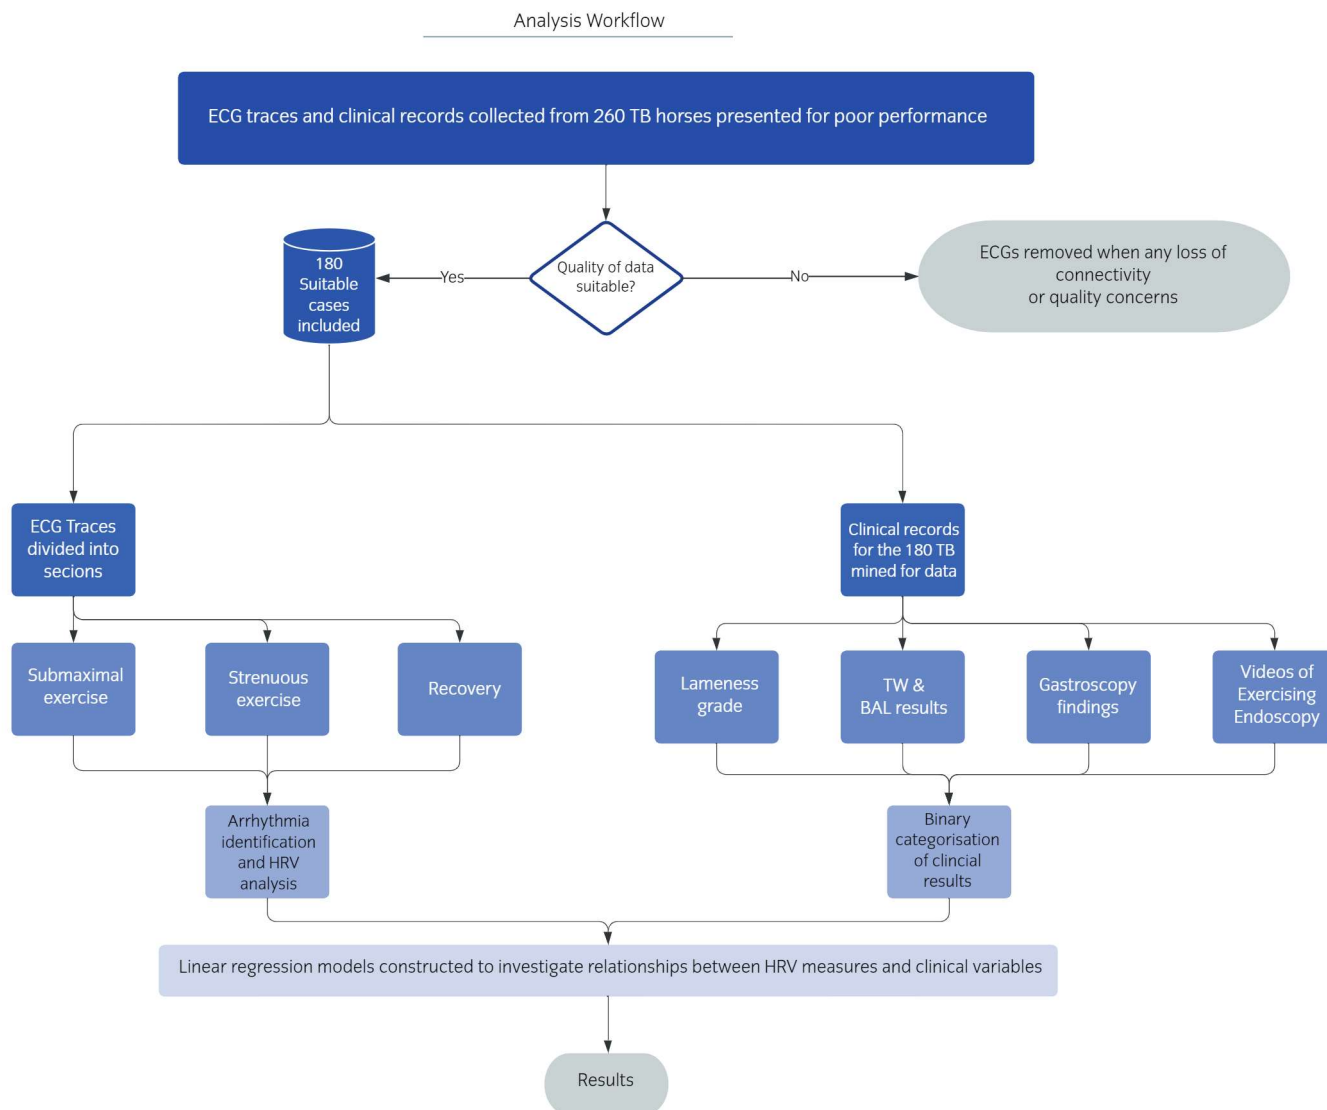 Analysis Workflow
ECG traces and clinical records collected from 260 TB horses presented for poor performance
180
Suitable
cases
included
Yes
Quality of data
suitable?
No
ECGs removed when any loss of
connectivity
or quality concerns
ECG Traces
divided into
secions
Clinical records
for the 180 TB
mined for data
Submaximal
exercise
Strenuous
exercise
Recovery
Lameness
grade
TW &
BAL results
Gastroscopy
findings
Videos of
Exercising
Endoscopy
Arrhythmia
identification
and HRV
analysis
Binary
categorisation
of clincial
results
Linear regression models constructed to investigate relationships between HRV measures and clinical variables
Results